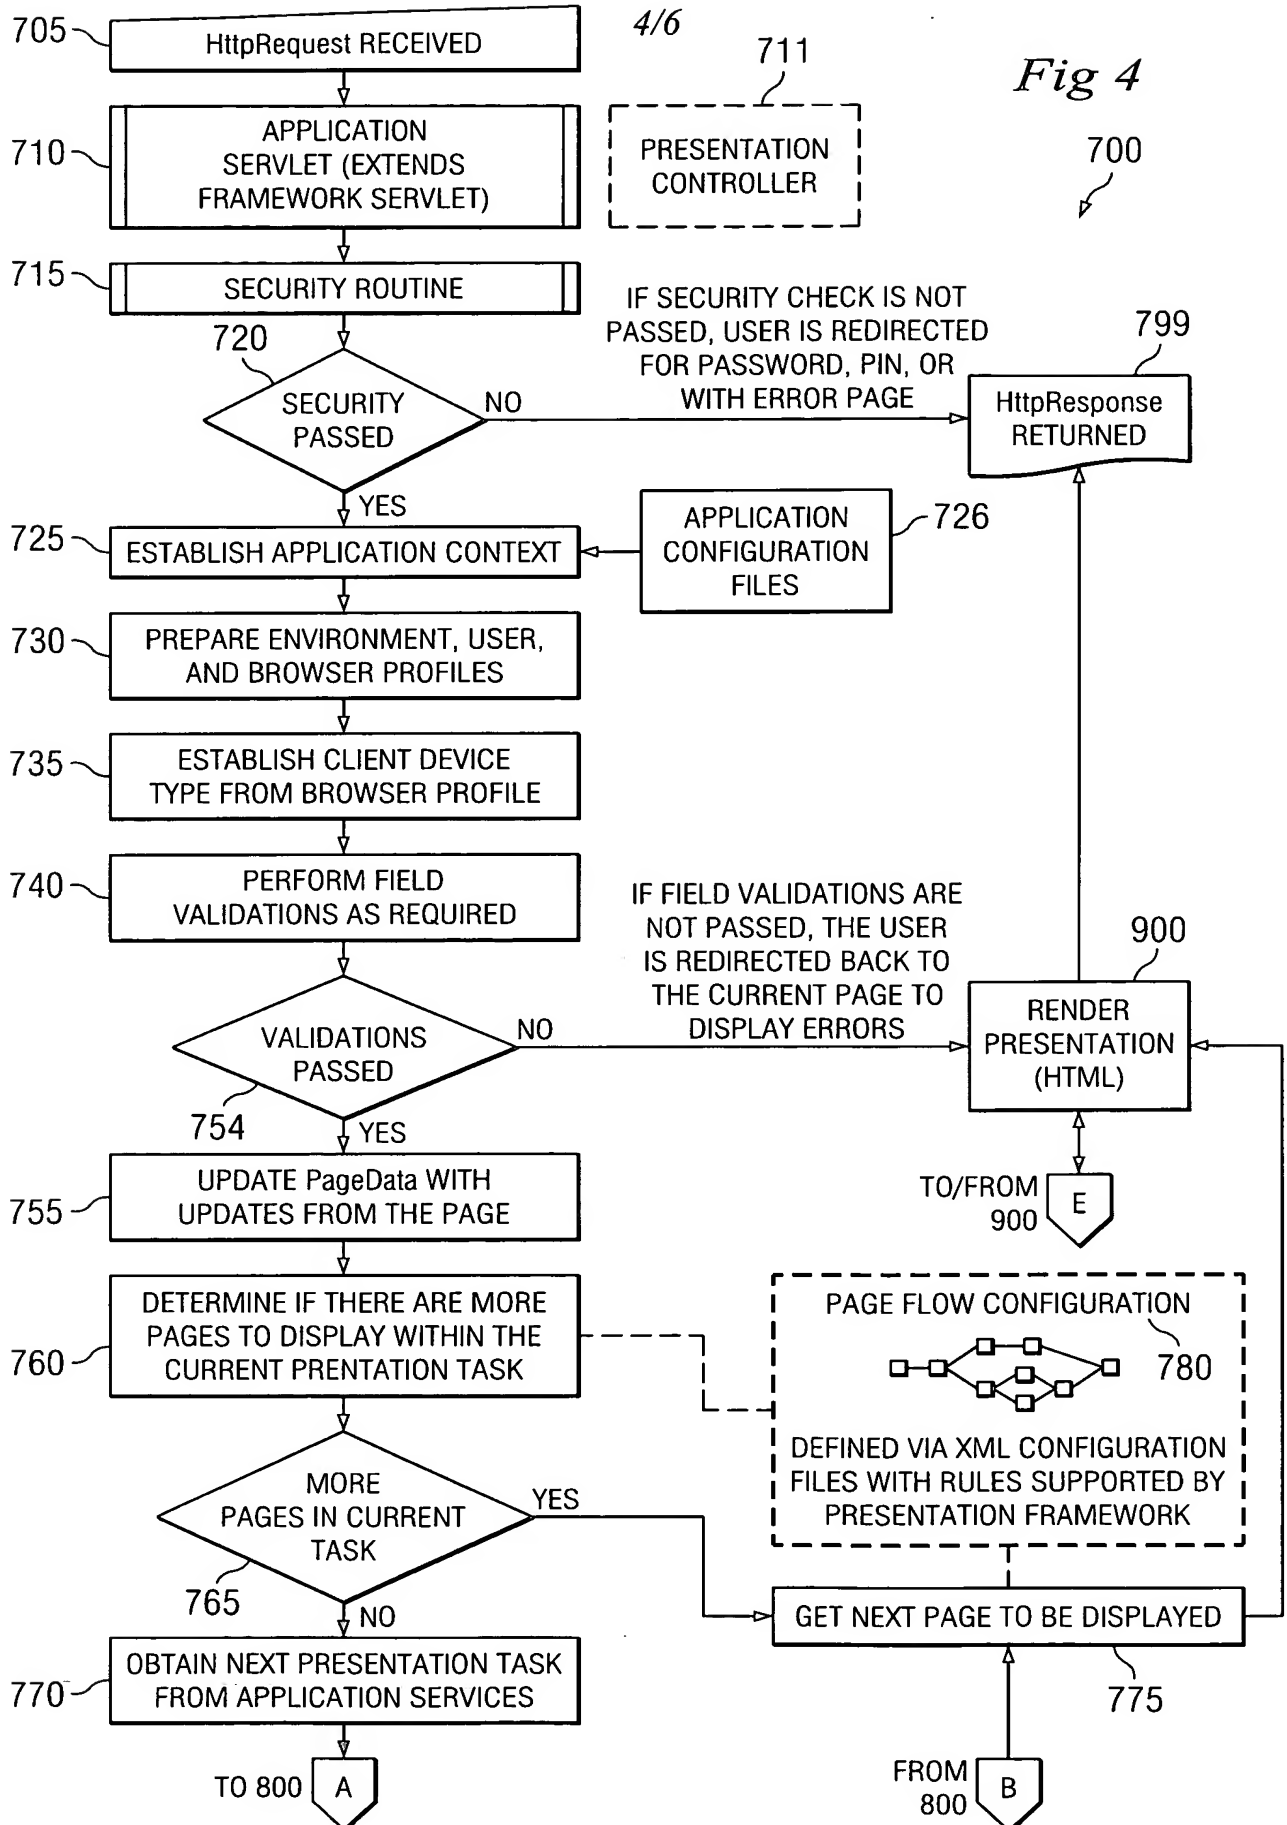 4/6
Fig 4
700
705
HttpRequest RECEIVED
710
APPLICATION
SERVLET (EXTENDS
FRAMEWORK SERVLET)
711
PRESENTATION
CONTROLLER
715
SECURITY ROUTINE
720
SECURITY
PASSED
NO
IF SECURITY CHECK IS NOT
PASSED, USER IS REDIRECTED
FOR PASSWORD, PIN, OR
WITH ERROR PAGE
799
HttpResponse
RETURNED
YES
725
ESTABLISH APPLICATION CONTEXT
APPLICATION
CONFIGURATION
FILES
726
730
PREPARE ENVIRONMENT, USER,
AND BROWSER PROFILES
735
ESTABLISH CLIENT DEVICE
TYPE FROM BROWSER PROFILE
740
PERFORM FIELD
VALIDATIONS AS REQUIRED
IF FIELD VALIDATIONS ARE
NOT PASSED, THE USER
IS REDIRECTED BACK TO
THE CURRENT PAGE TO
DISPLAY ERRORS
VALIDATIONS
PASSED
NO
754
YES
900
RENDER
PRESENTATION
(HTML)
TO/FROM
900
E
755
UPDATE PageData WITH
UPDATES FROM THE PAGE
760
DETERMINE IF THERE ARE MORE
PAGES TO DISPLAY WITHIN THE
CURRENT PRENTATION TASK
PAGE FLOW CONFIGURATION
780
DEFINED VIA XML CONFIGURATION
FILES WITH RULES SUPPORTED BY
PRESENTATION FRAMEWORK
MORE
PAGES IN CURRENT
TASK
YES
765
NO
GET NEXT PAGE TO BE DISPLAYED
775
770
OBTAIN NEXT PRESENTATION TASK
FROM APPLICATION SERVICES
TO 800
A
FROM
800
B